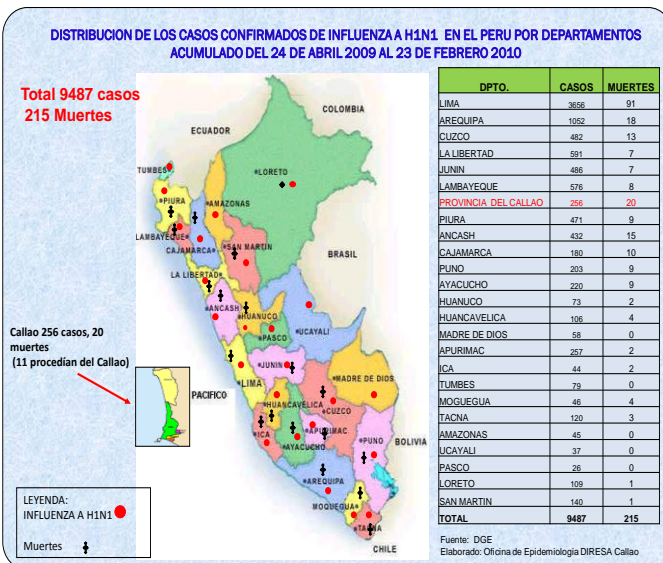 DISTRIBUCION DE LOS CASOS CONFIRMADOS DE INFLUENZA A H1N1 EN EL PERU POR DEPARTAMENTOS
ACUMULADO DEL 24 DE ABRIL 2009 AL 23 DE FEBRERO 2010
Total 9487 casos
215 Muertes
COLOMBIA
ECUADOR
TUMBES
LORETO
PIURA
AMAZONAS
LAMBAYEQUE
SAN MARTIN
CAJAMARCA
BRASIL
LA LIBERTAD
ANCASH
HUANUCO
UCAYALI
PASCO
JUNIN
LIMA
MADRE DE DIOS
PACIFICO
HUANCAVELICA
CUZCO
ICA
APURIMAC
AYACUCHO
PUNO
BOLIVIA
AREQUIPA
MOQUEGUA
TACNA
CHILE
Callao 256 casos, 20
muertes
(11 procedían del Callao)
LEYENDA:
INFLUENZA A H1N1
Muertes
DPTO. CASOS MUERTES
LIMA 3656 91
AREQUIPA 1052 18
CUZCO 482 13
LA LIBERTAD 591 7
JUNIN 486 7
LAMBAYEQUE 576 8
PROVINCIA DEL CALLAO 256 20
PIURA 471 9
ANCASH 432 15
CAJAMARCA 180 10
PUNO 203 9
AYACUCHO 220 9
HUANUCO 73 2
HUANCAVELICA 106 4
MADRE DE DIOS 58 0
APURIMAC 257 2
ICA 44 2
TUMBES 79 0
MOGUEGUA 46 4
TACNA 120 3
AMAZONAS 45 0
UCAYALI 37 0
PASCO 26 0
LORETO 109 1
SAN MARTIN 140 1
TOTAL 9487 215
Fuente: DGE
Elaborado: Oficina de Epidemiologia DIRESA Callao